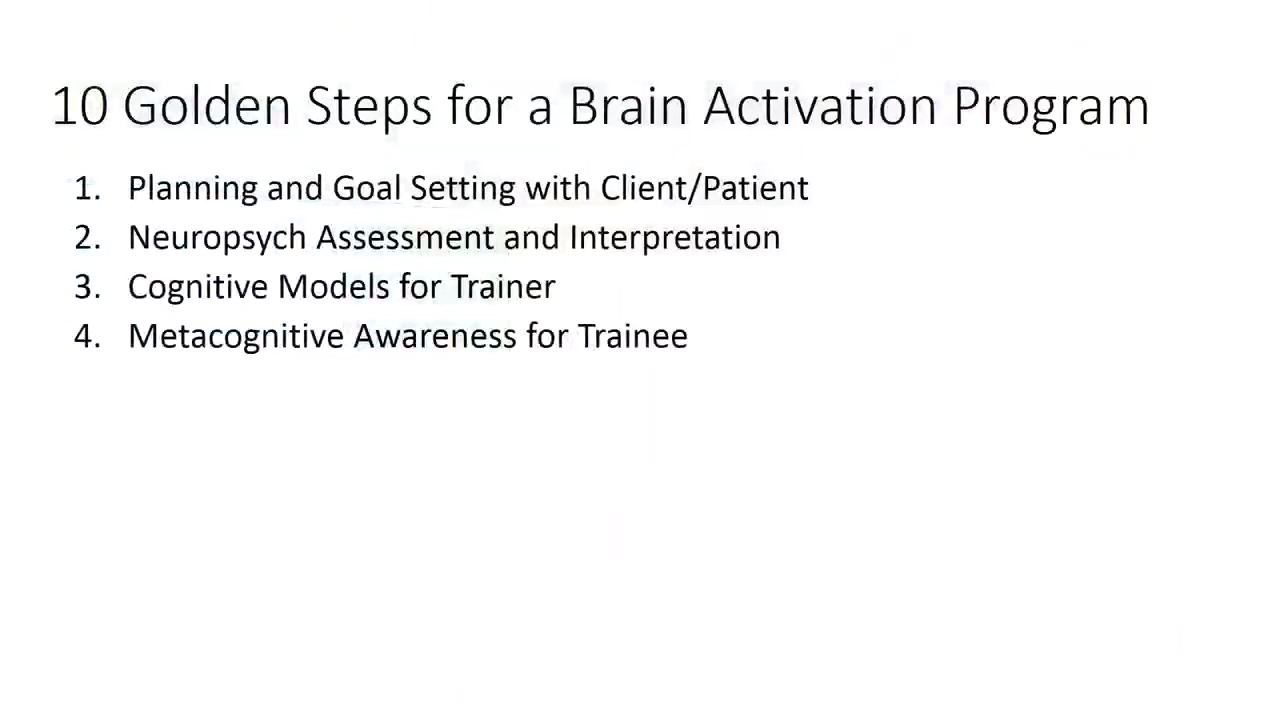 10 Golden Steps for a Brain Activation Program
1. Planning and Goal Setting with Client/Patient
2. Neuropsych Assessment and Interpretation
3. Cognitive Models for Trainer
4. Metacognitive Awareness for Trainee